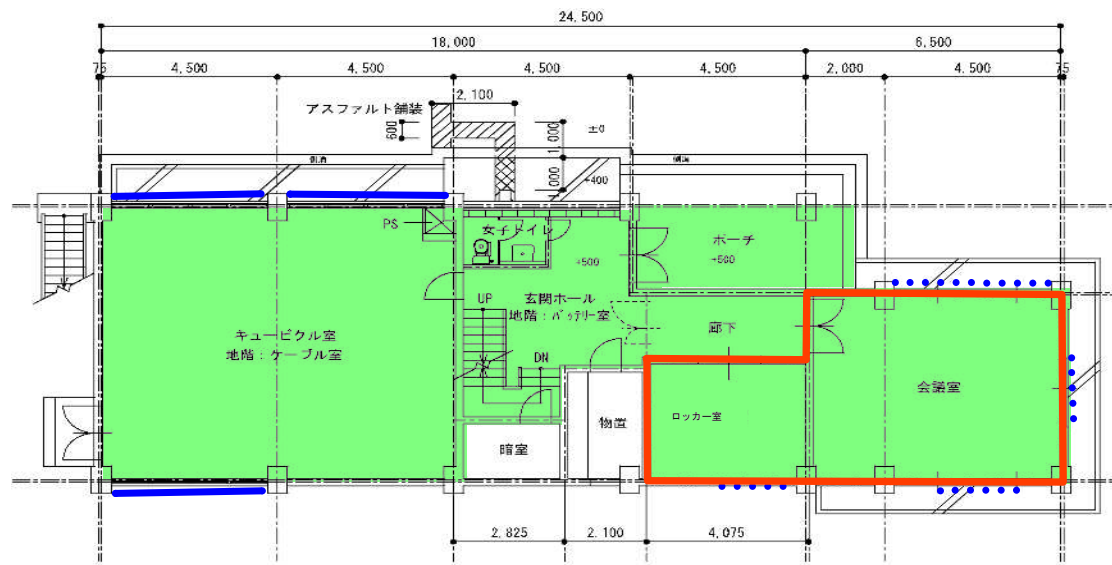 24,500
18,000
6,500
75
4,500
4,500
4,500
4,500
2,000
4,500
75
2,100
アスファルト舗装
600
1,000
±0
側溝
側溝
1,000
+400
PS
女子トイレ
ポーチ
+500
+500
UP
玄関ホール
地階：バッテリー室
キュービクル室
地階：ケーブル室
廊下
DN
会議室
物置
ロッカー室
暗室
2,825
2,100
4,075